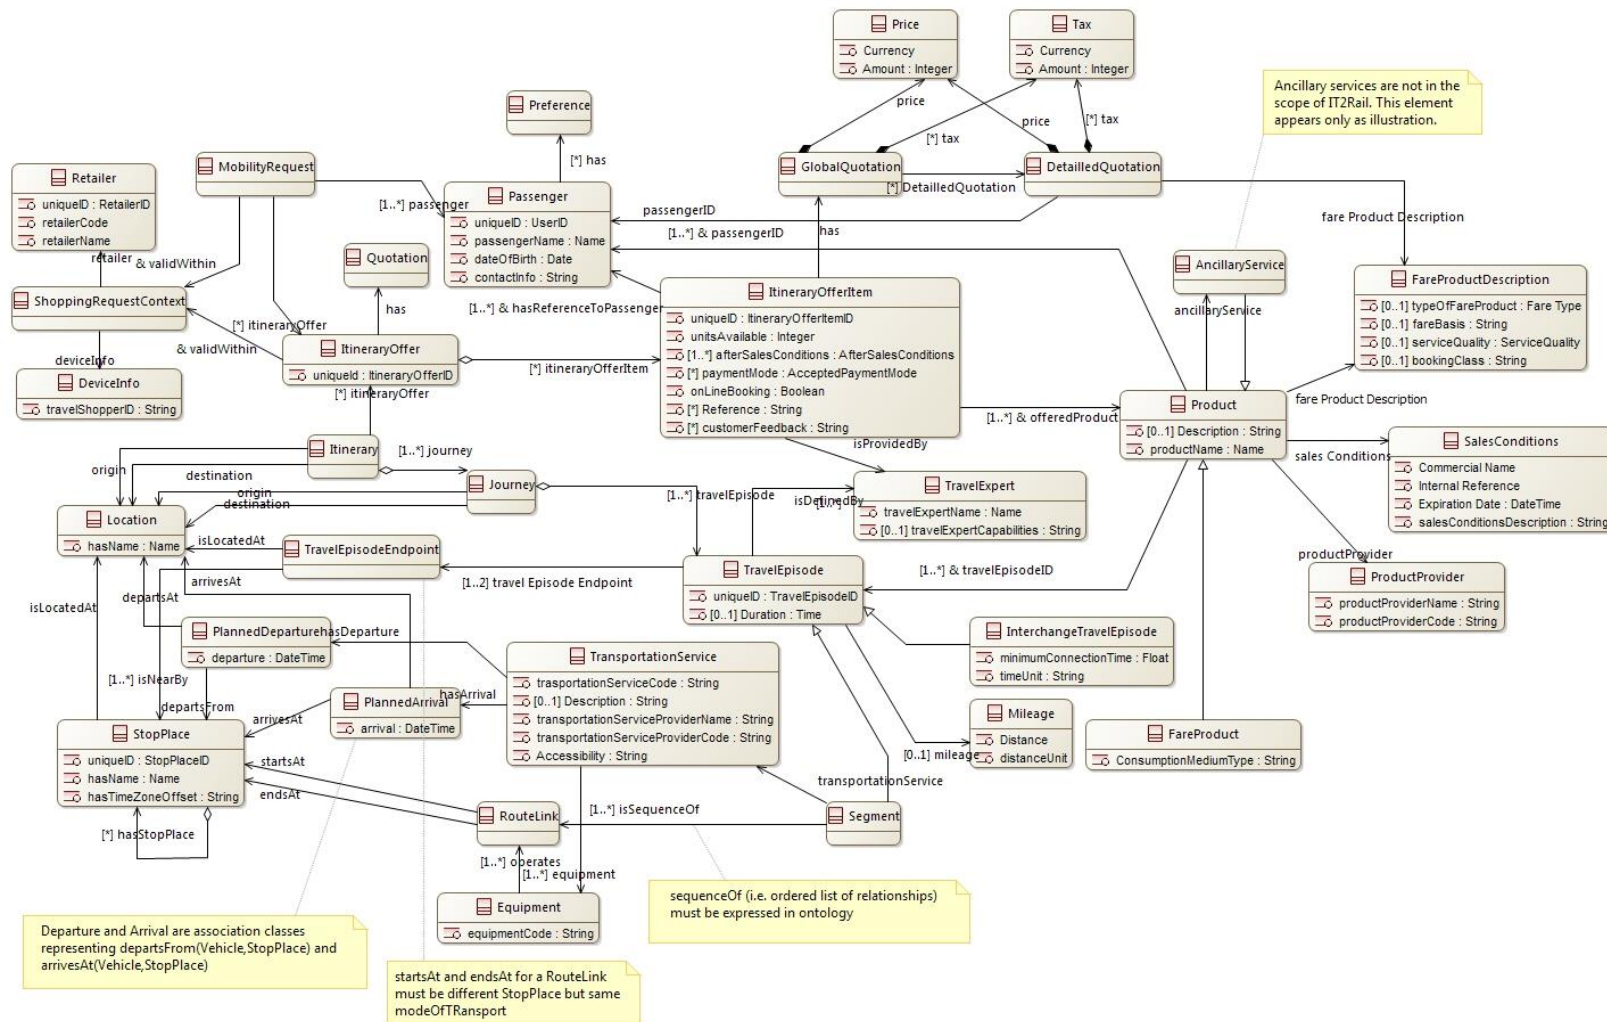 Price
Currency
Amount : Integer
Tax
Currency
Amount : Integer
Ancillary services are not in the
scope of IT2Rail. This element
appears only as illustration.
price
price
[*] tax
[*] tax
Preference
[*] has
MobilityRequest
GlobalQuotation
[*] DetailledQuotation
DetailledQuotation
Retailer
uniqueID : RetailerID
retailerCode
retailerName
[1..*] passenger
Passenger
uniqueID : UserID
passengerName : Name
dateOfBirth : Date
contactInfo : String
passengerID
[1..*] & passengerID
has
fare Product Description
retailer
& validWithin
Quotation
has
AncillaryService
ancillaryService
FareProductDescription
[0..1] typeOfFareProduct : Fare Type
[0..1] fareBasis : String
[0..1] serviceQuality : ServiceQuality
[0..1] bookingClass : String
ShoppingRequestContext
[1..*] & hasReferenceToPassenger
ItineraryOfferItem
uniqueID : ItineraryOfferItemID
unitsAvailable : Integer
[1..*] afterSalesConditions : AfterSalesConditions
[*] paymentMode : AcceptedPaymentMode
onLineBooking : Boolean
[*] Reference : String
[*] customerFeedback : String
[*] itineraryOffer
& validWithin
ItineraryOffer
uniqueId : ItineraryOfferID
[*] itineraryOfferItem
deviceInfo
DeviceInfo
travelShopperID : String
[*] itineraryOffer
fare Product Description
Product
[0..1] Description : String
productName : Name
[1..*] & offeredProduct
isProvidedBy
Itinerary
[1..*] journey
origin
destination
sales Conditions
SalesConditions
Commercial Name
Internal Reference
Expiration Date : DateTime
salesConditionsDescription : String
Journey
origin
destination
[1..*] travelEpisode
isDefinedBy
TravelExpert
travelExpertName : Name
[0..1] travelExpertCapabilities : String
Location
hasName : Name
isLocatedAt
TravelEpisodeEndpoint
arrivesAt
departsAt
isLocatedAt
[1..2] travel Episode Endpoint
TravelEpisode
uniqueID : TravelEpisodeID
[0..1] Duration : Time
[1..*] & travelEpisodeID
productProvider
ProductProvider
productProviderName : String
productProviderCode : String
PlannedDeparture
departure : DateTime
hasDeparture
InterchangeTravelEpisode
minimumConnectionTime : Float
timeUnit : String
TransportationService
trasportationServiceCode : String
[0..1] Description : String
transportationServiceProviderName : String
transportationServiceProviderCode : String
Accessibility : String
[1..*] isNearBy
departsFrom
PlannedArrival
arrival : DateTime
hasArrival
arrivesAt
Mileage
Distance
distanceUnit
[0..1] mileage
FareProduct
ConsumptionMediumType : String
StopPlace
uniqueID : StopPlaceID
hasName : Name
hasTimeZoneOffset : String
startsAt
endsAt
transportationService
RouteLink
[1..*] isSequenceOf
Segment
[*] hasStopPlace
[1..*] operates
[1..*] equipment
Equipment
equipmentCode : String
sequenceOf (i.e. ordered list of relationships)
must be expressed in ontology
Departure and Arrival are association classes
representing departsFrom(Vehicle,StopPlace) and
arrivesAt(Vehicle,StopPlace)
startsAt and endsAt for a RouteLink
must be different StopPlace but same
modeOfTRansport